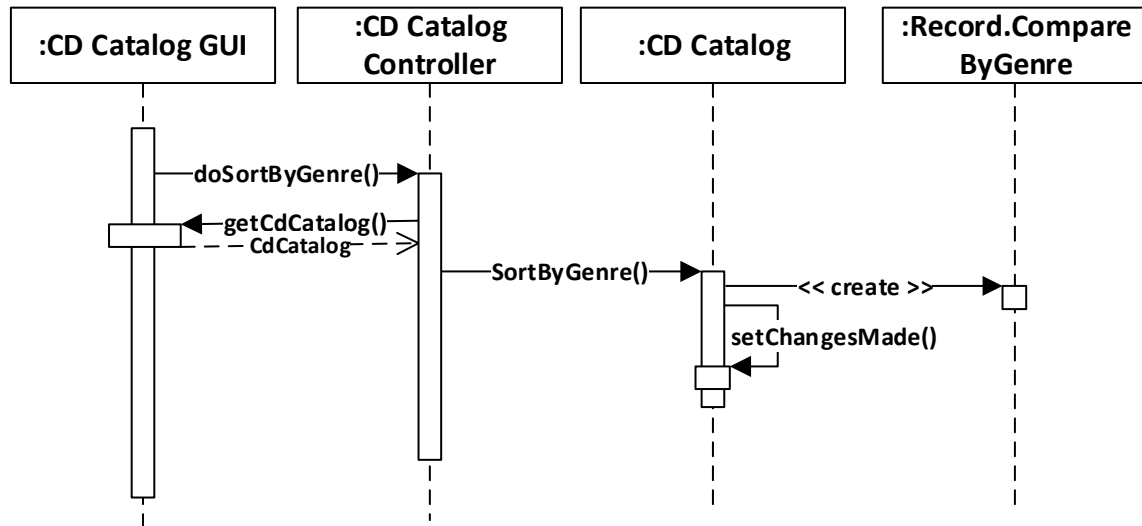 :CD Catalog GUI
:CD Catalog
Controller
:CD Catalog
:Record.Compare
ByGenre
doSortByGenre()
getCdCatalog()
CdCatalog
SortByGenre()
<< create >>
setChangesMade()